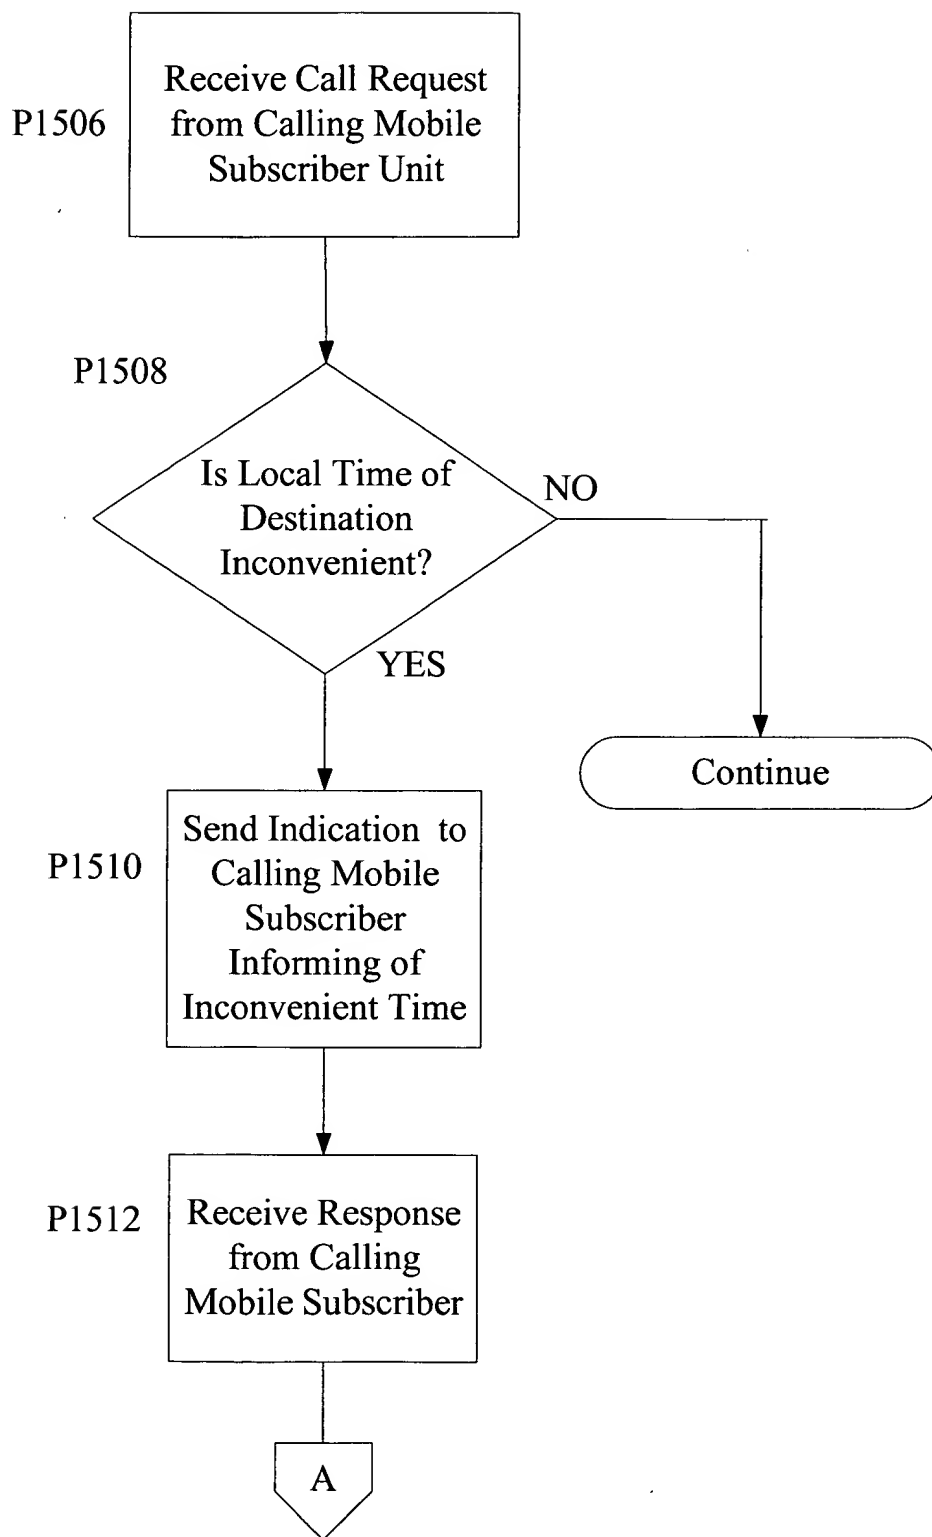 P1506
Receive Call Request
from Calling Mobile
Subscriber Unit
P1508
Is Local Time of
Destination
Inconvenient?
NO
YES
Continue
P1510
Send Indication to
Calling Mobile
Subscriber
Informing of
Inconvenient Time
P1512
Receive Response
from Calling
Mobile Subscriber
A